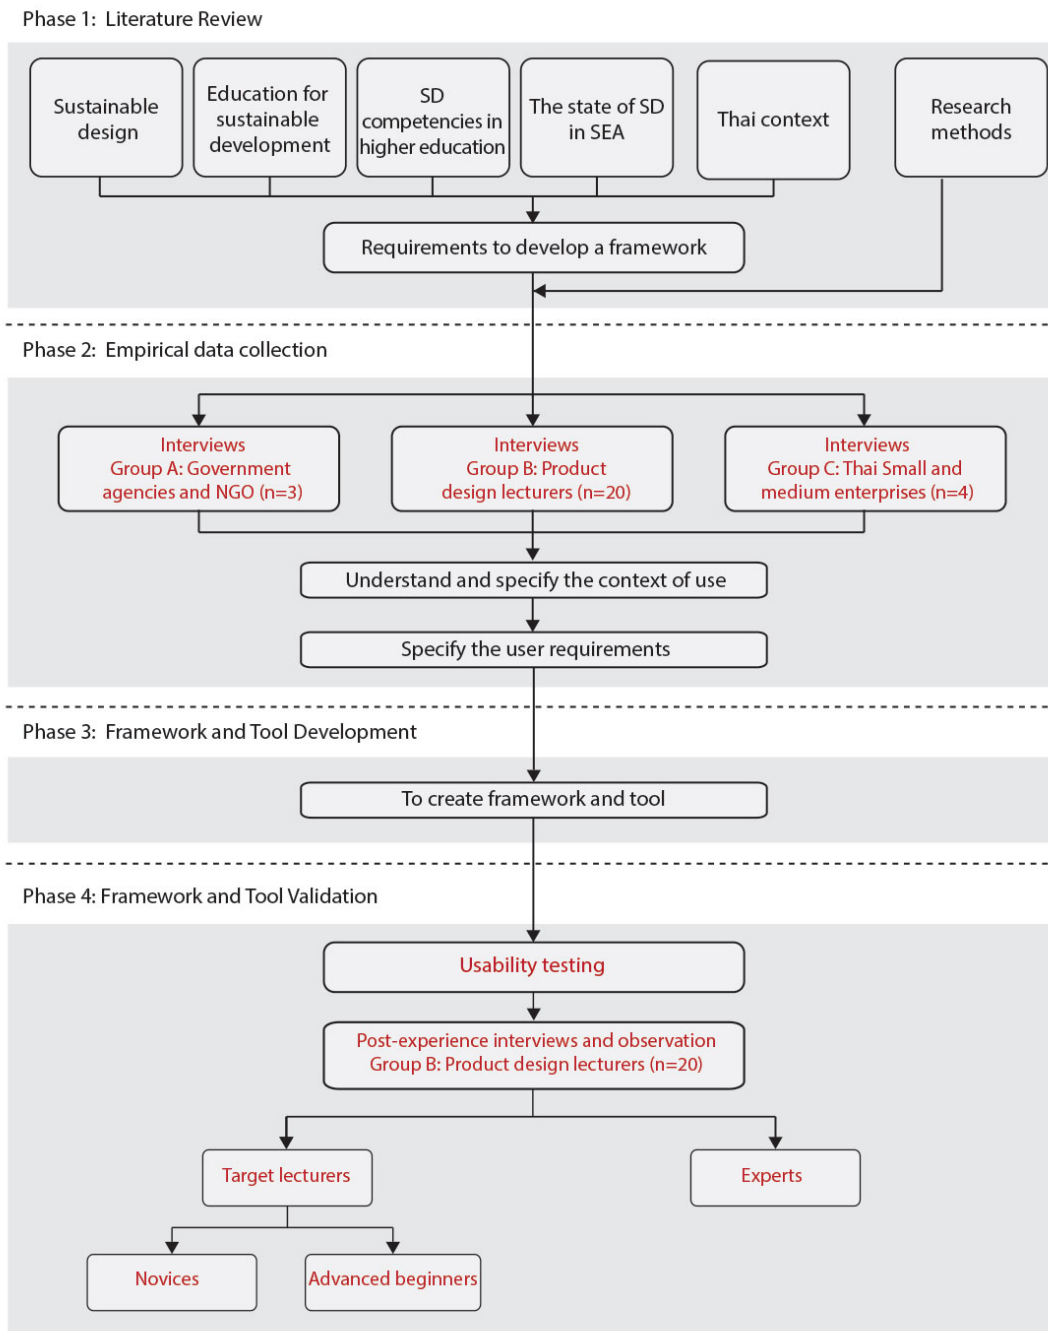 Phase 1: Literature Review
Sustainable
design
Education for
sustainable
development
SD
competencies in
higher education
The state of SD
in SEA
Thai context
Research
methods
Requirements to develop a framework
Phase 2: Empirical data collection
Interviews
Group A: Government
agencies and NGO (n=3)
Interviews
Group B: Product
design lecturers (n=20)
Interviews
Group C: Thai Small and
medium enterprises (n=4)
Understand and specify the context of use
Specify the user requirements
Phase 3: Framework and Tool Development
To create framework and tool
Phase 4: Framework and Tool Validation
Usability testing
Post-experience interviews and observation
Group B: Product design lecturers (n=20)
Target lecturers
Experts
Novices
Advanced beginners